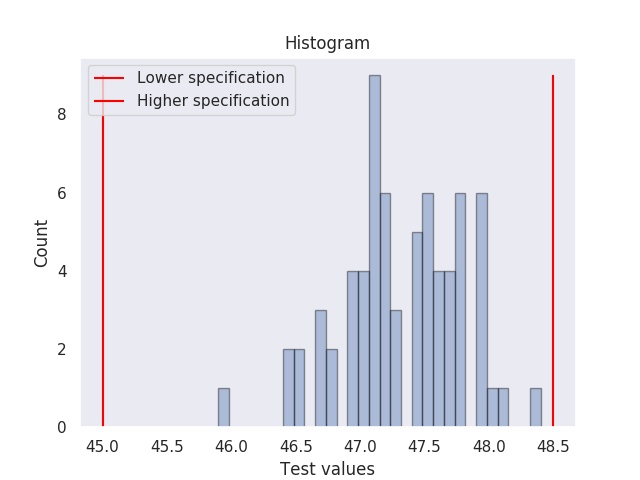 Histogram
Lower specification
Higher specification
8
6
4
2
0
Count
45.0 45.5 46.0 46.5 47.0 47.5 48.0 48.5
Test values